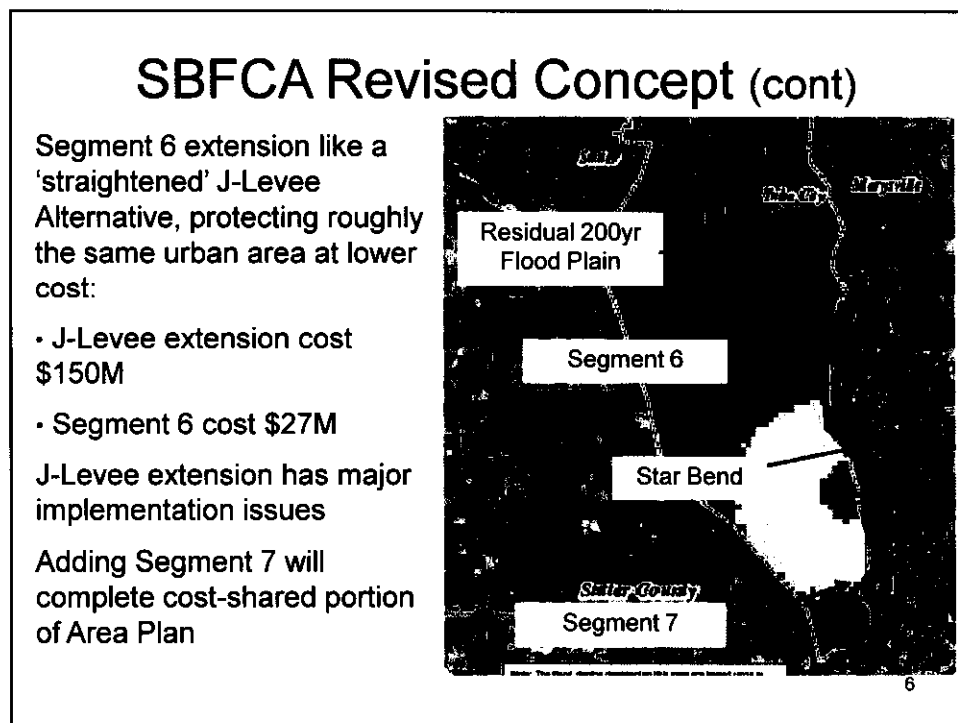 SBFCA Revised Concept (cont)
Segment 6 extension like a
'straightened' J-Levee
Alternative, protecting roughly
the same urban area at lower
cost:
· J-Levee extension cost
$150M
· Segment 6 cost $27M
J-Levee extension has major
implementation issues
Adding Segment 7 will
complete cost-shared portion
of Area Plan
Sutter
Yuba City
Marysville
Residual 200yr
Flood Plain
Segment 6
Star Bend
Sutter County
Segment 7
6